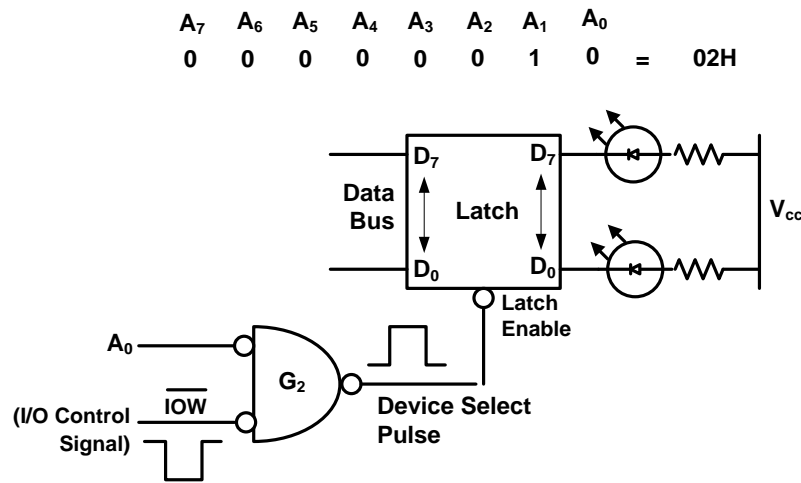 A7 A6 A5 A4 A3 A2 A1 A0
0 0 0 0 0 0 1 0 = 02H
D7 D7
Data
Bus
Latch
Vcc
D0 D0
Latch
Enable
A0
G2
IOW
(I/O Control
Signal)
Device Select
Pulse